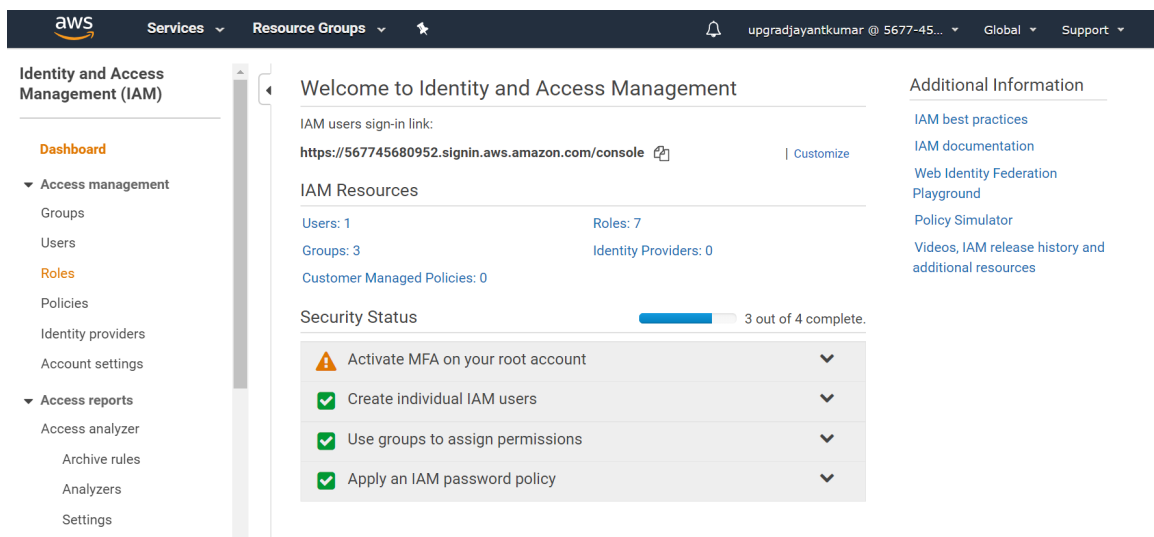 aws
Services
Resource Groups
upgradjayantkumar @ 5677-45...
Global
Support
Identity and Access
Management (IAM)
Dashboard
Access management
Groups
Users
Roles
Policies
Identity providers
Account settings
Access reports
Access analyzer
Archive rules
Analyzers
Settings
Welcome to Identity and Access Management
IAM users sign-in link:
https://567745680952.signin.aws.amazon.com/console
| Customize
IAM Resources
Users: 1
Roles: 7
Groups: 3
Identity Providers: 0
Customer Managed Policies: 0
Security Status
3 out of 4 complete.
Activate MFA on your root account
Create individual IAM users
Use groups to assign permissions
Apply an IAM password policy
Additional Information
IAM best practices
IAM documentation
Web Identity Federation
Playground
Policy Simulator
Videos, IAM release history and
additional resources